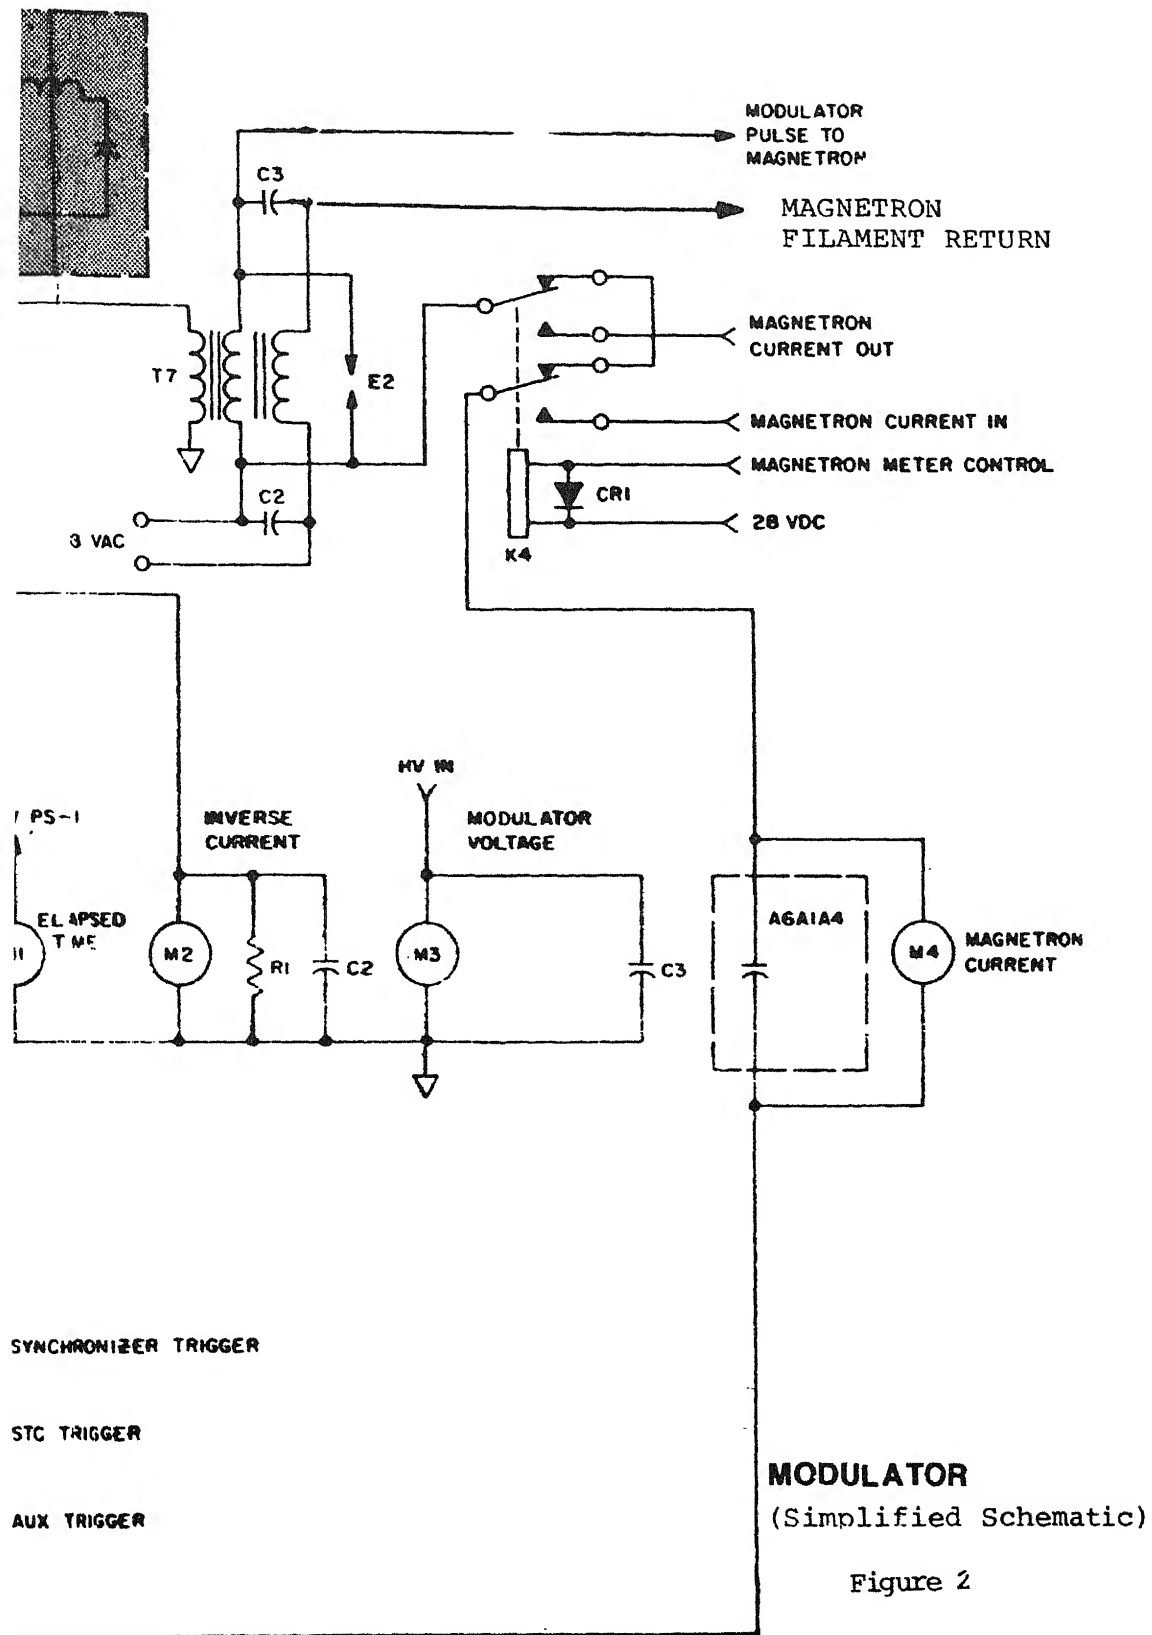 MODULATOR
PULSE TO
MAGNETRON
C3
MAGNETRON
FILAMENT RETURN
MAGNETRON
CURRENT OUT
T7
E2
MAGNETRON CURRENT IN
MAGNETRON METER CONTROL
CR1
C2
28 VDC
3 VAC
K4
HV IN
PS-1
INVERSE
CURRENT
MODULATOR
VOLTAGE
ELAPSED
TIME
A6A1A4
M2
R1
C2
M3
C3
M4
MAGNETRON
CURRENT
SYNCHRONIZER TRIGGER
STC TRIGGER
AUX TRIGGER
MODULATOR
(Simplified Schematic)
Figure 2